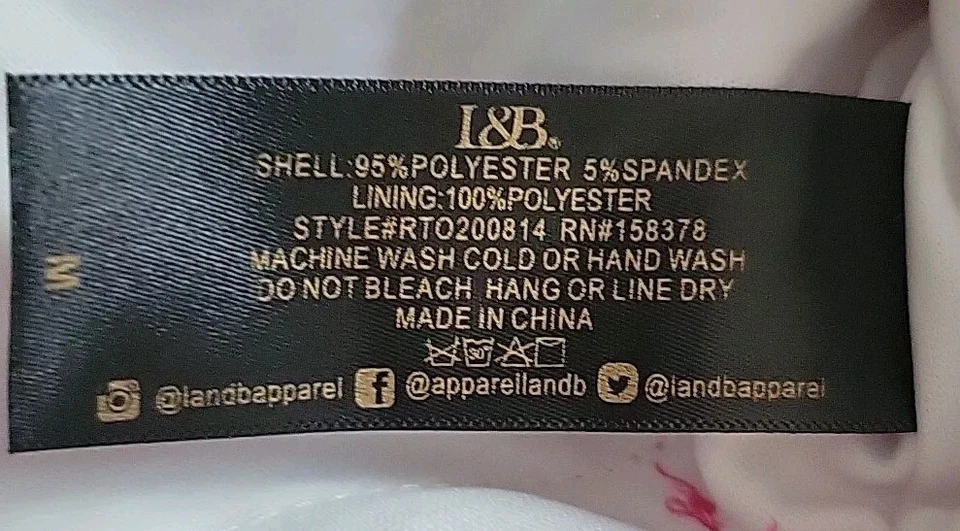 L&B®
SHELL:95%POLYESTER 5%SPANDEX
LINING:100%POLYESTER
STYLE#RTO200814 RN#158378
MACHINE WASH COLD OR HAND WASH
DO NOT BLEACH HANG OR LINE DRY
MADE IN CHINA
30°
@landbapparel @apparellandb @landbapparel
M